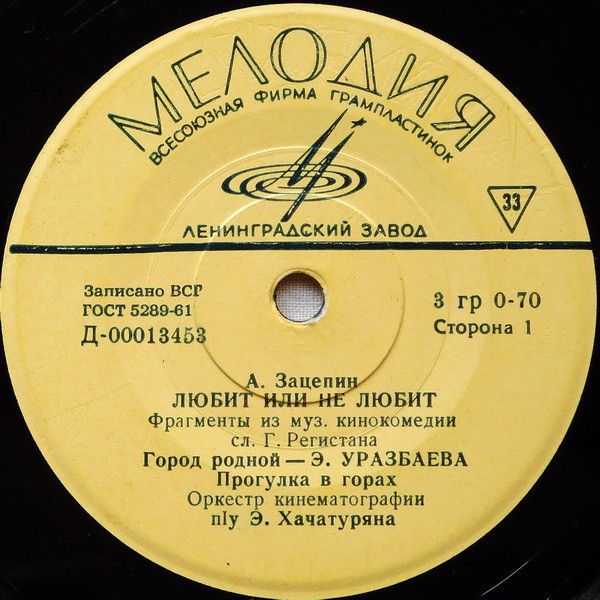 МЕЛОДИЯ
ВСЕСОЮЗНАЯ ФИРМА ГРАМПЛАСТИНОК
ЛЕНИНГРАДСКИЙ ЗАВОД
33
Записано ВСГ
ГОСТ 5289-61
Д-00013453
3 гр 0-70
Сторона 1
А. Зацепин
ЛЮБИТ ИЛИ НЕ ЛЮБИТ
Фрагменты из муз. кинокомедии
сл. Г. Регистана
Город родной — Э. УРАЗБАЕВА
Прогулка в горах
Оркестр кинематографии
п/у Э. Хачатуряна